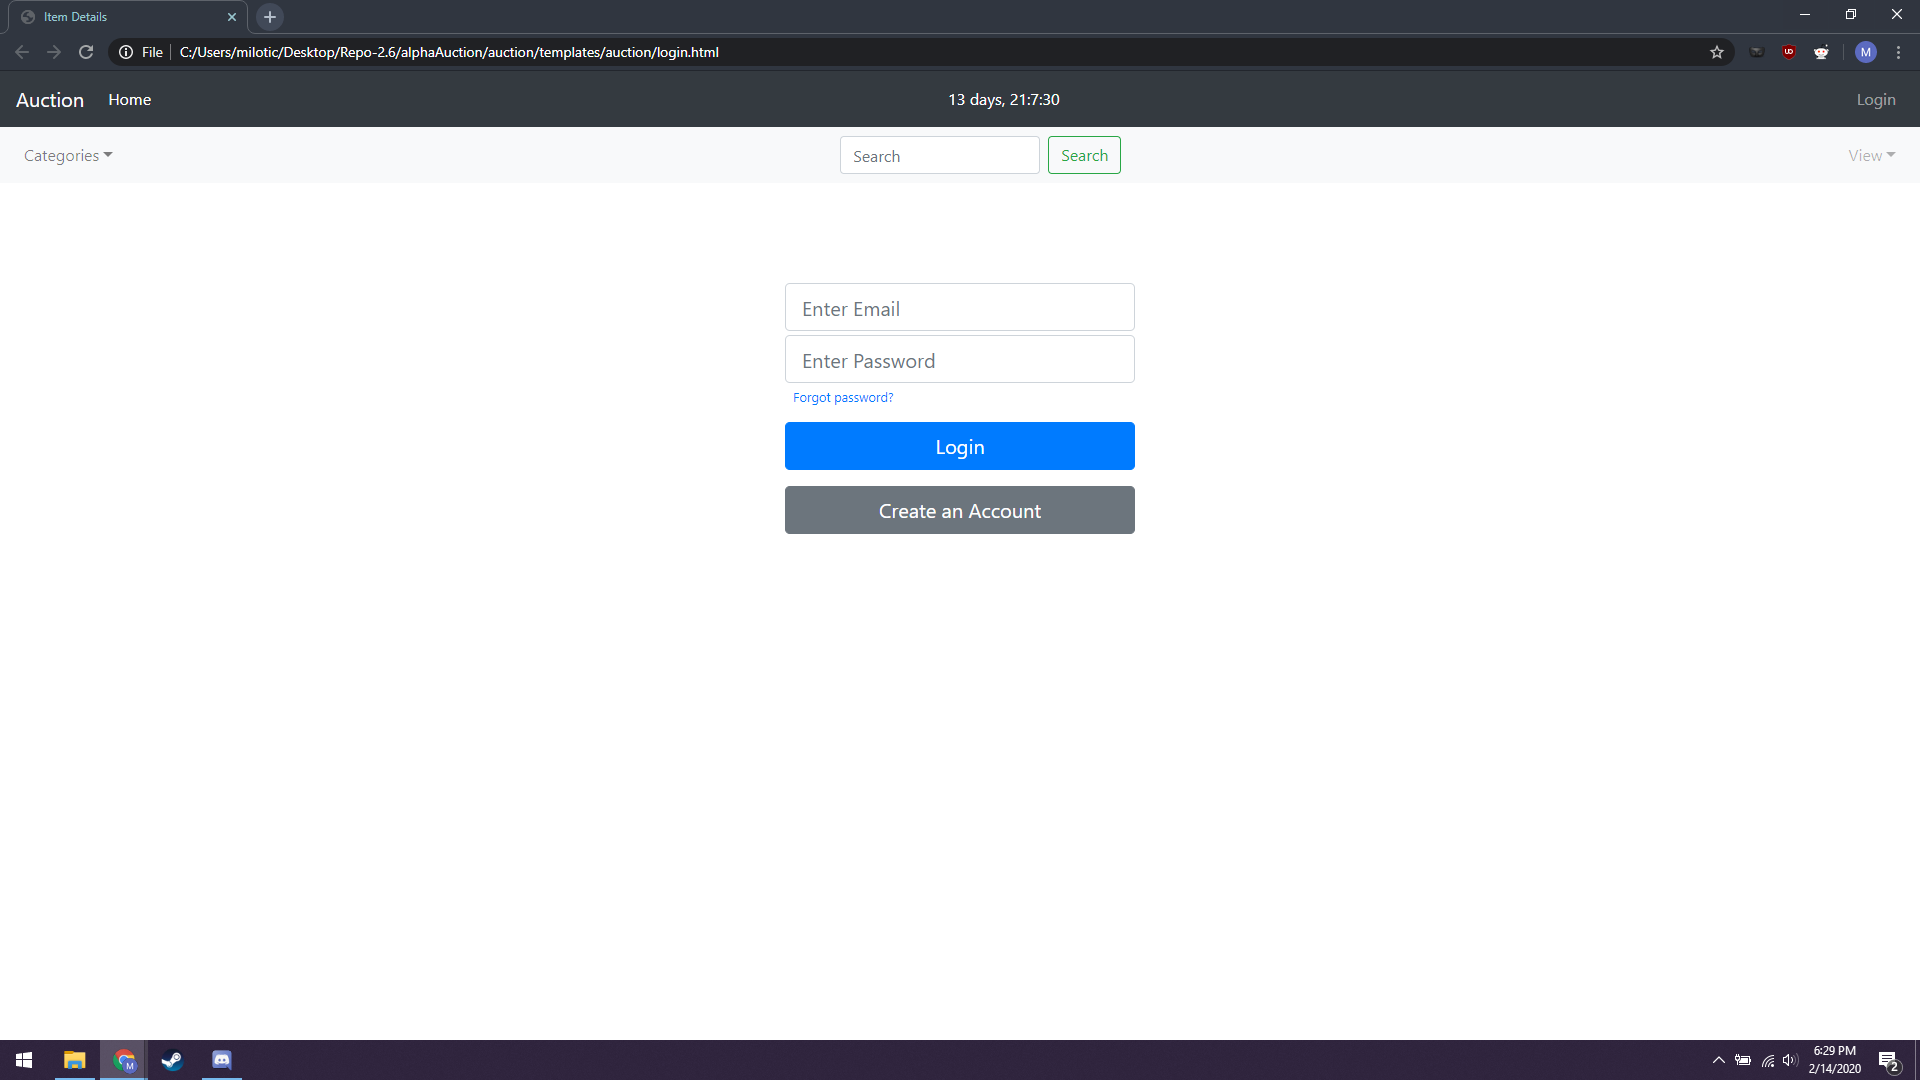 Item Details
File
C:/Users/milotic/Desktop/Repo-2.6/alphaAuction/auction/templates/auction/login.html
M
Auction
Home
13 days, 21:7:30
Login
Categories
Search
Search
View
Enter Email
Enter Password
Forgot password?
Login
Create an Account
M
6:29 PM
2/14/2020
2